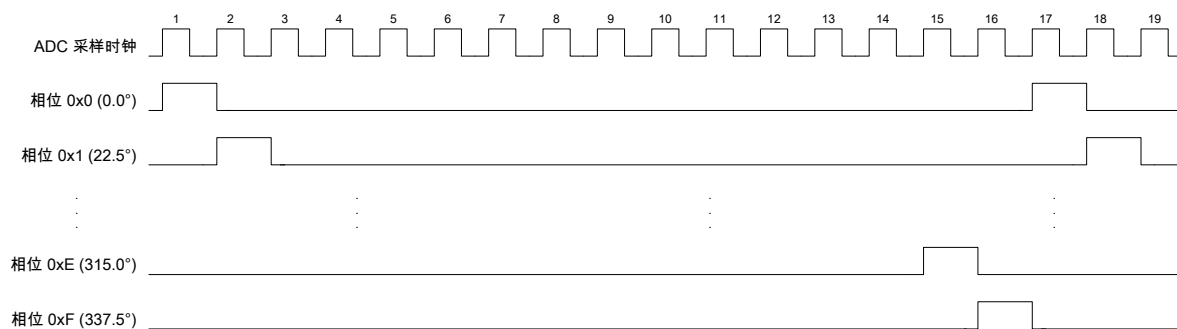 1 2 3 4 5 6 7 8 9 10 11 12 13 14 15 16 17 18 19
ADC 采样时钟
相位 0x0 (0.0°)
相位 0x1 (22.5°)
相位 0xE (315.0°)
相位 0xF (337.5°)